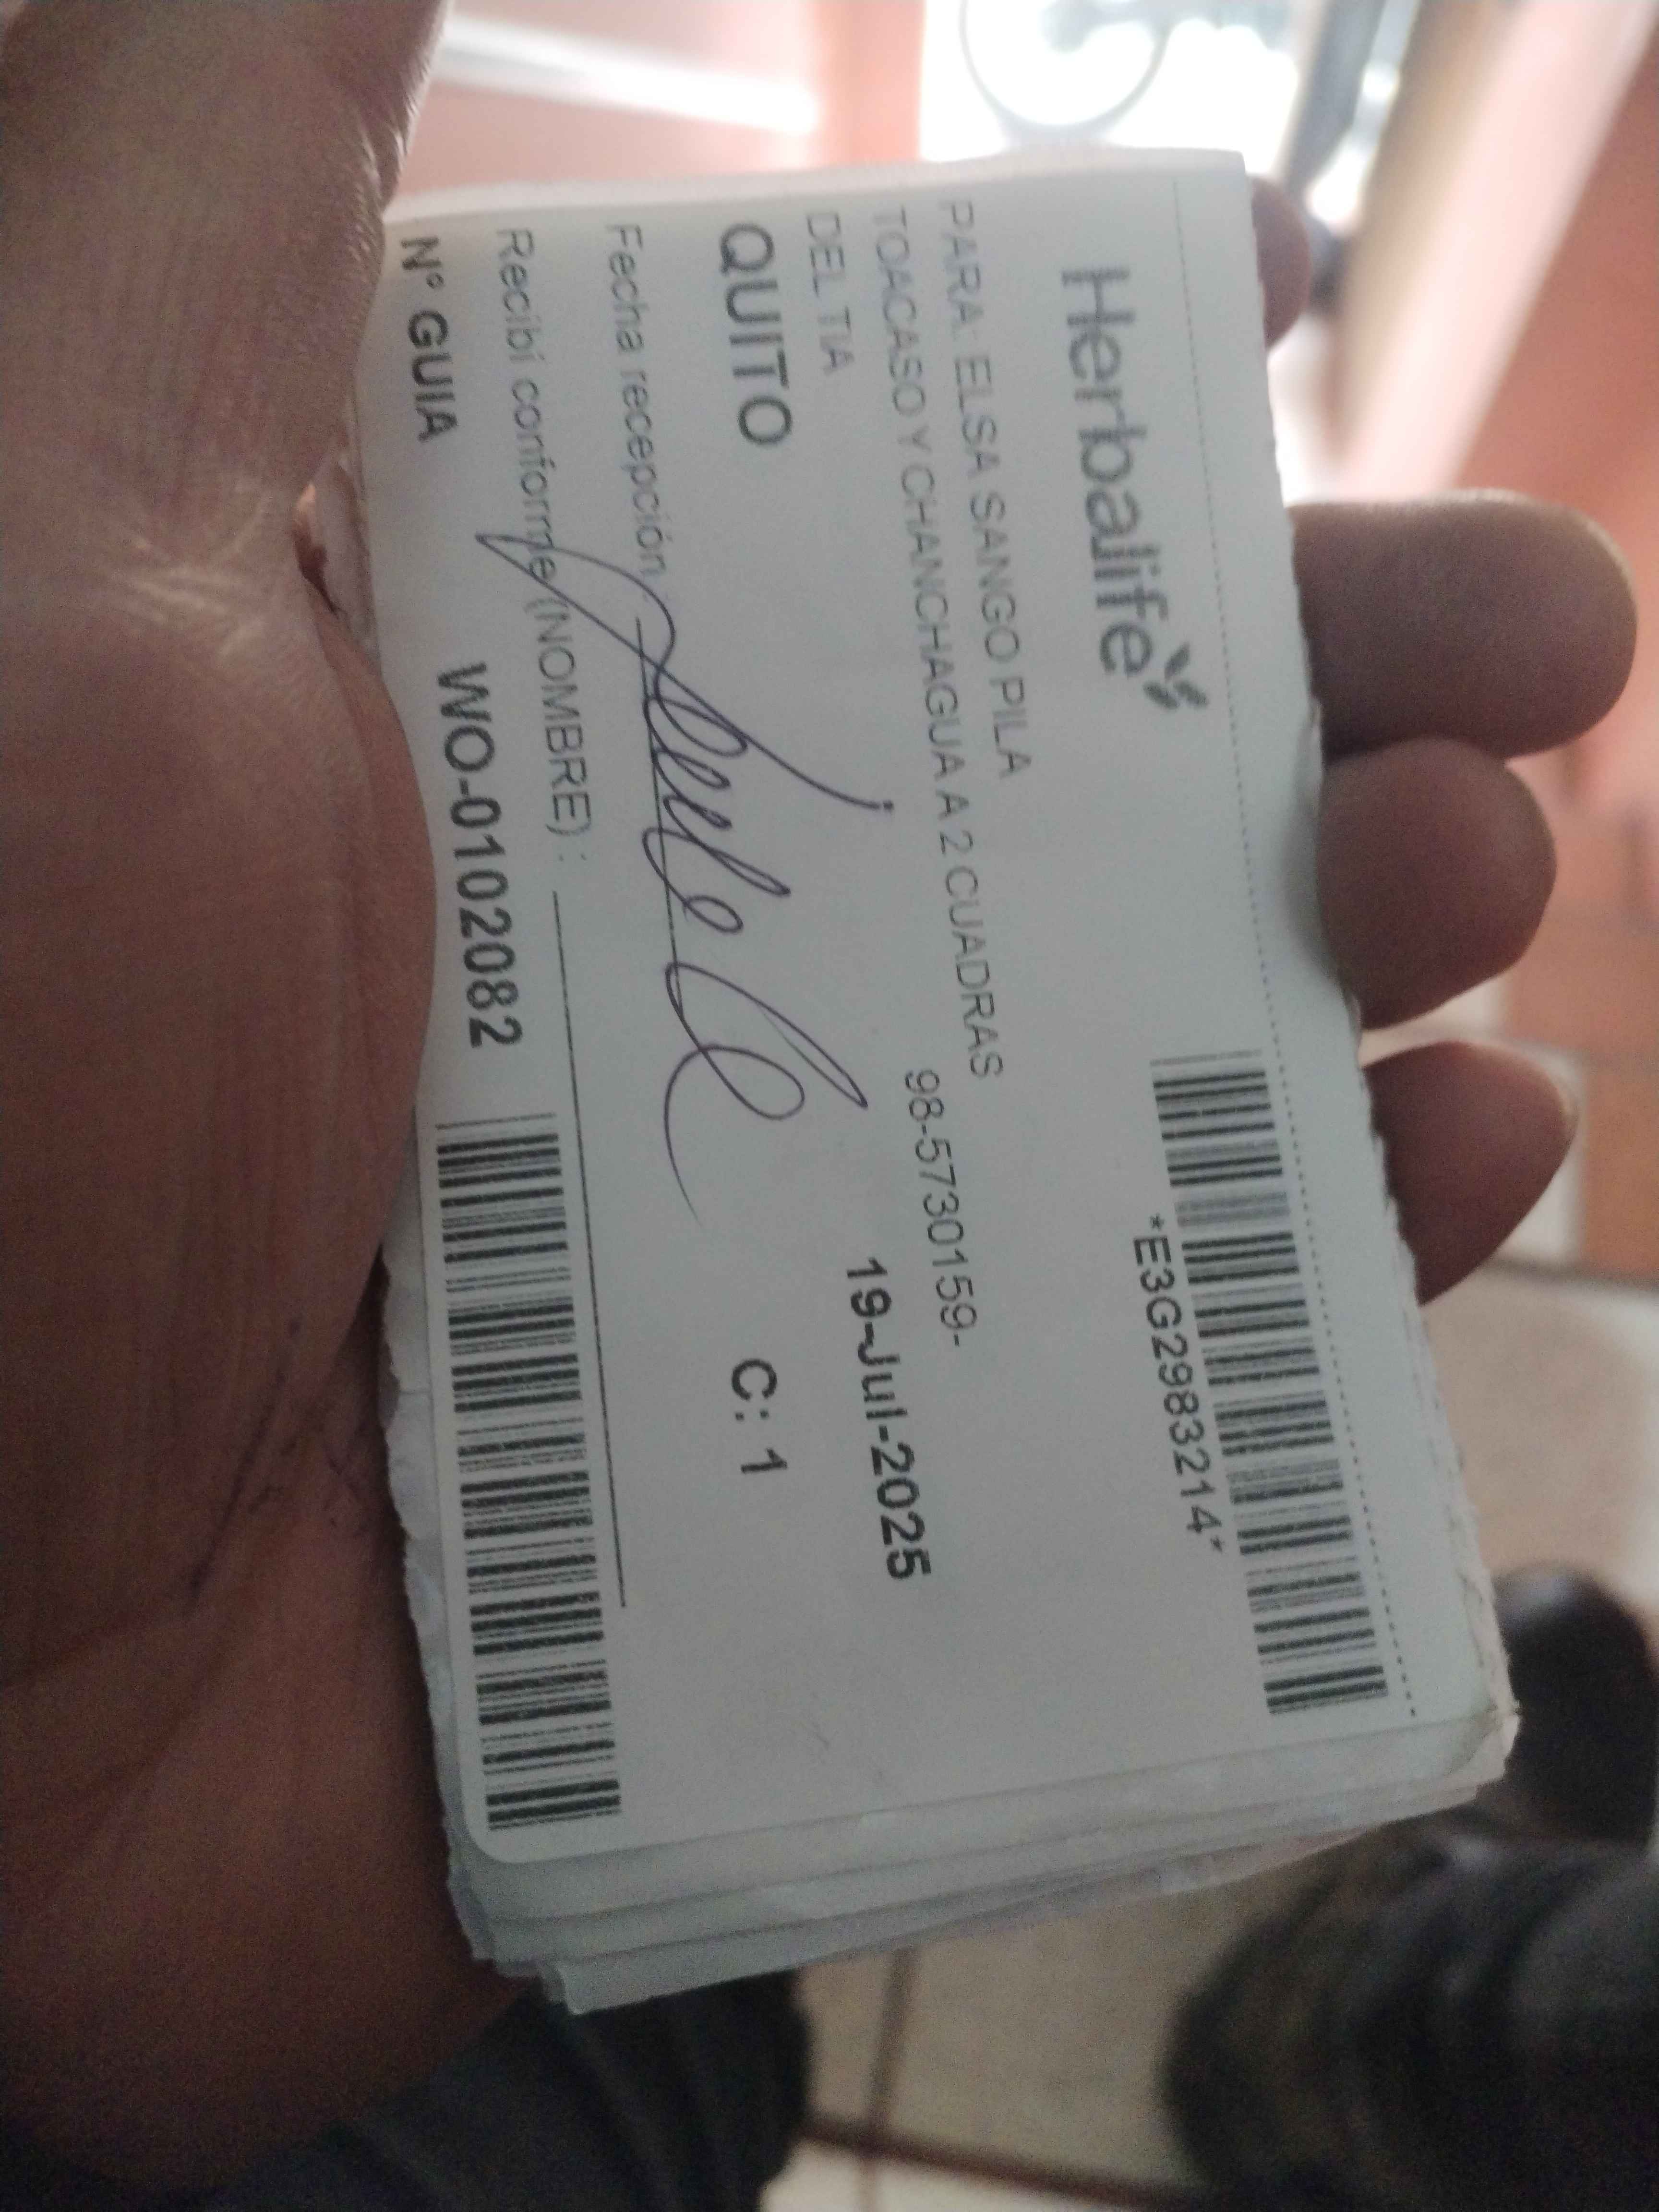 Herbalife
*E3G2983214*
PARA: ELSA SANGO PILA
TOACASO Y CHANCHAGUA A 2 CUADRAS
DEL TIA
98-5730159-
19-Jul-2025
QUITO
C: 1
Fecha recepción :
Recibí conforme (NOMBRE) :
N° GUIA WO-0102082